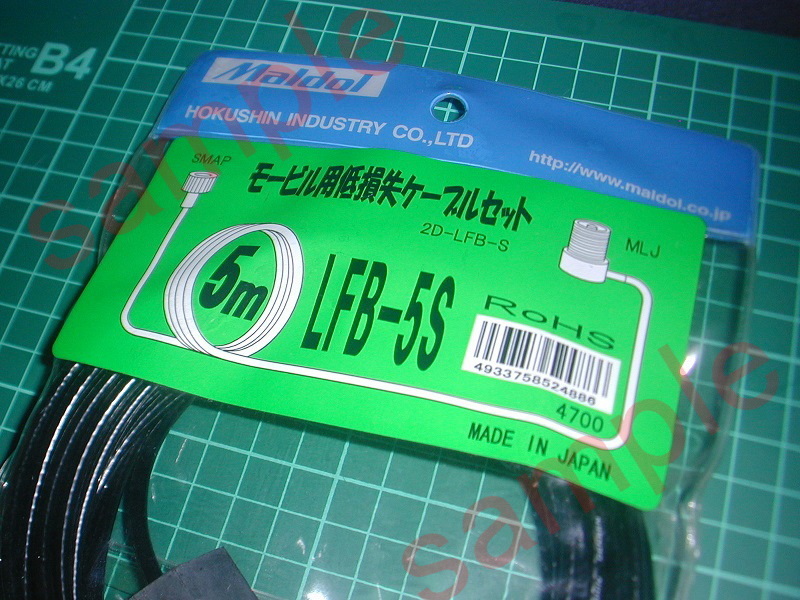 B4
26 CM
Maldol
HOKUSHIN INDUSTRY CO.,LTD
http://www.maldol.co.jp
SMAP
モービル用低損失ケーブルセット
2D-LFB-S
MLJ
5m
LFB-5S
RoHS
4933758524886
4700
MADE IN JAPAN
sample
sample